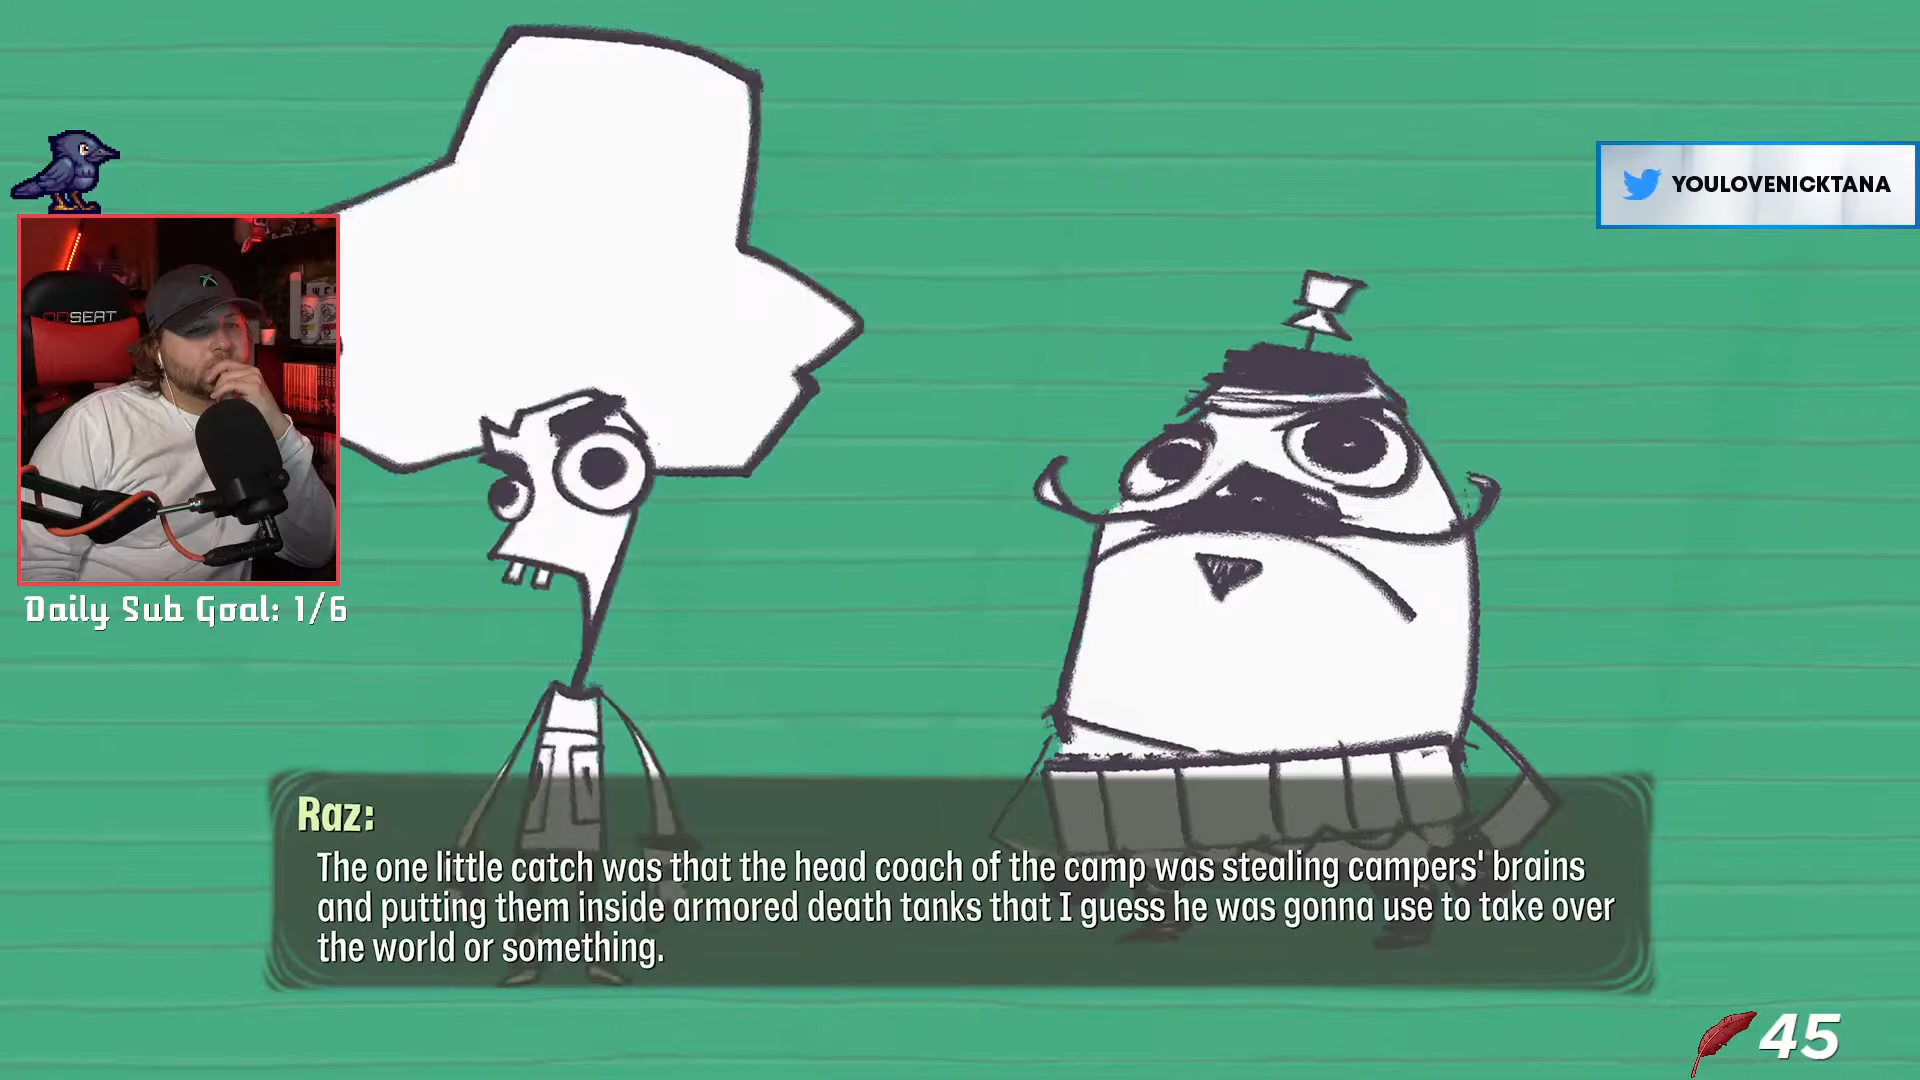 YOULOVENICKTANA
SEAT
Daily Sub Goal: 1/6
Raz:
The one little catch was that the head coach of the camp was stealing campers' brains
and putting them inside armored death tanks that I guess he was gonna use to take over
the world or something.
45